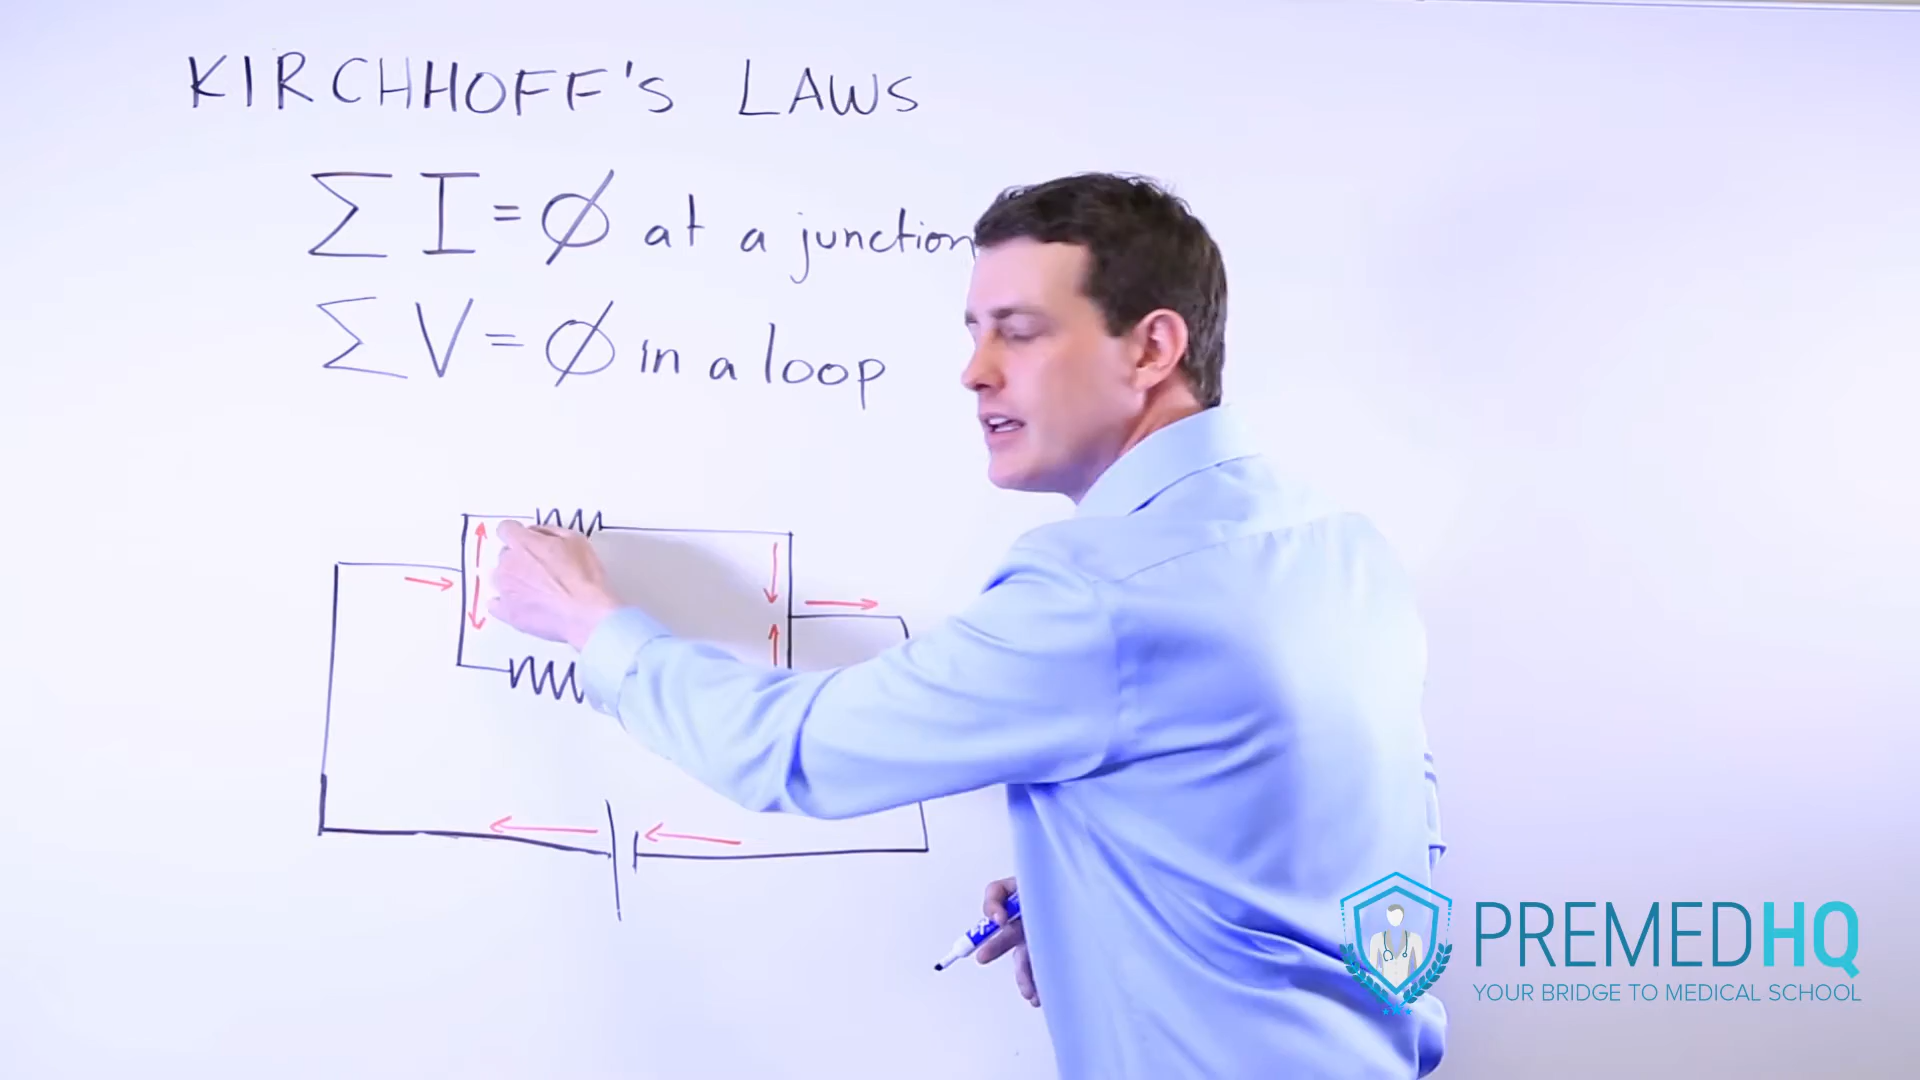 KIRCHHOFF'S LAWS
∑ I = ∅ at a junction
∑ V = ∅ in a loop
PREMEDHQ
YOUR BRIDGE TO MEDICAL SCHOOL